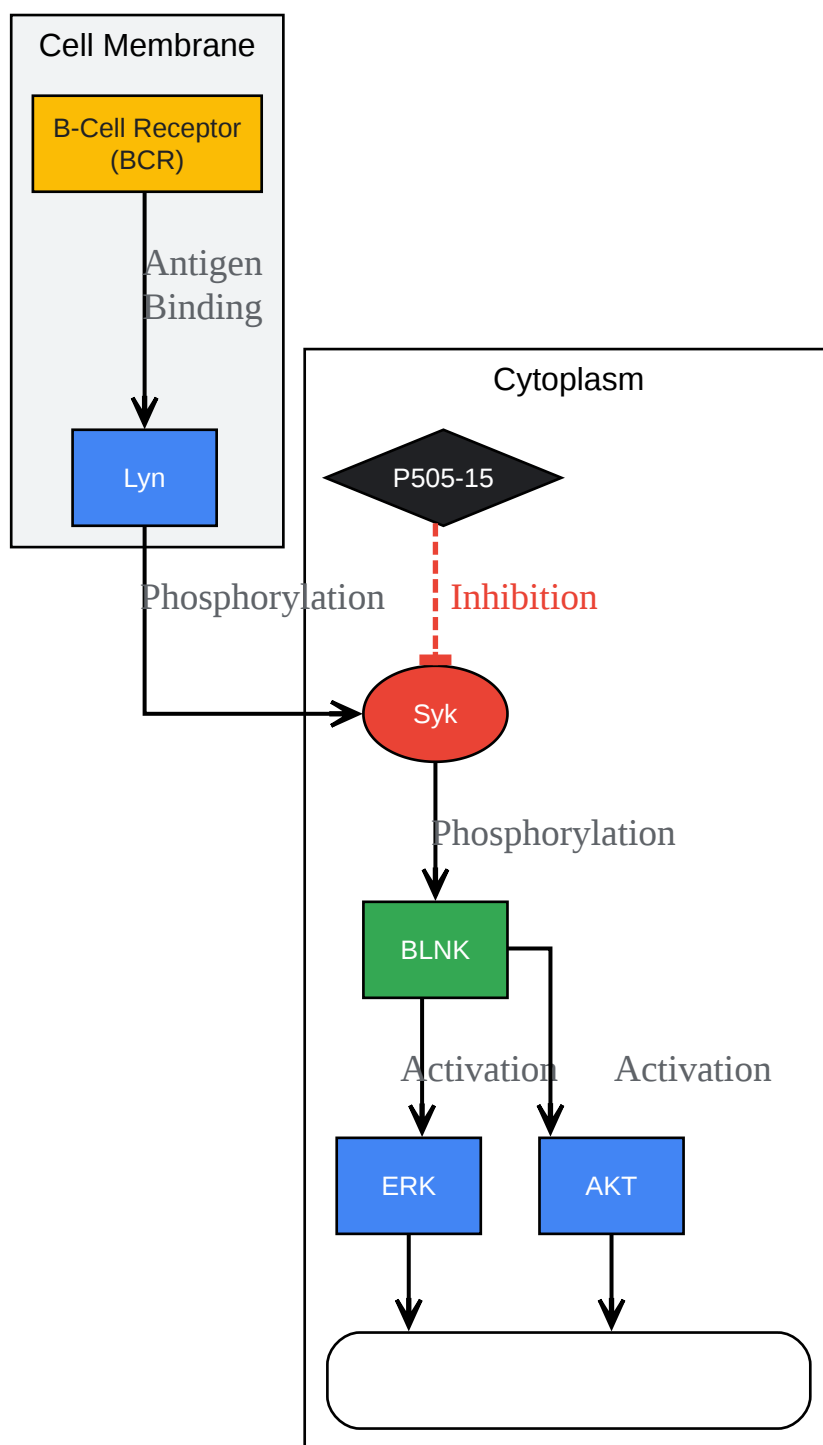 Cell Membrane
B-Cell Receptor
(BCR)
Antigen
Binding
Lyn
Cytoplasm
P505-15
Phosphorylation
Inhibition
Syk
Phosphorylation
BLNK
Activation
Activation
ERK
AKT